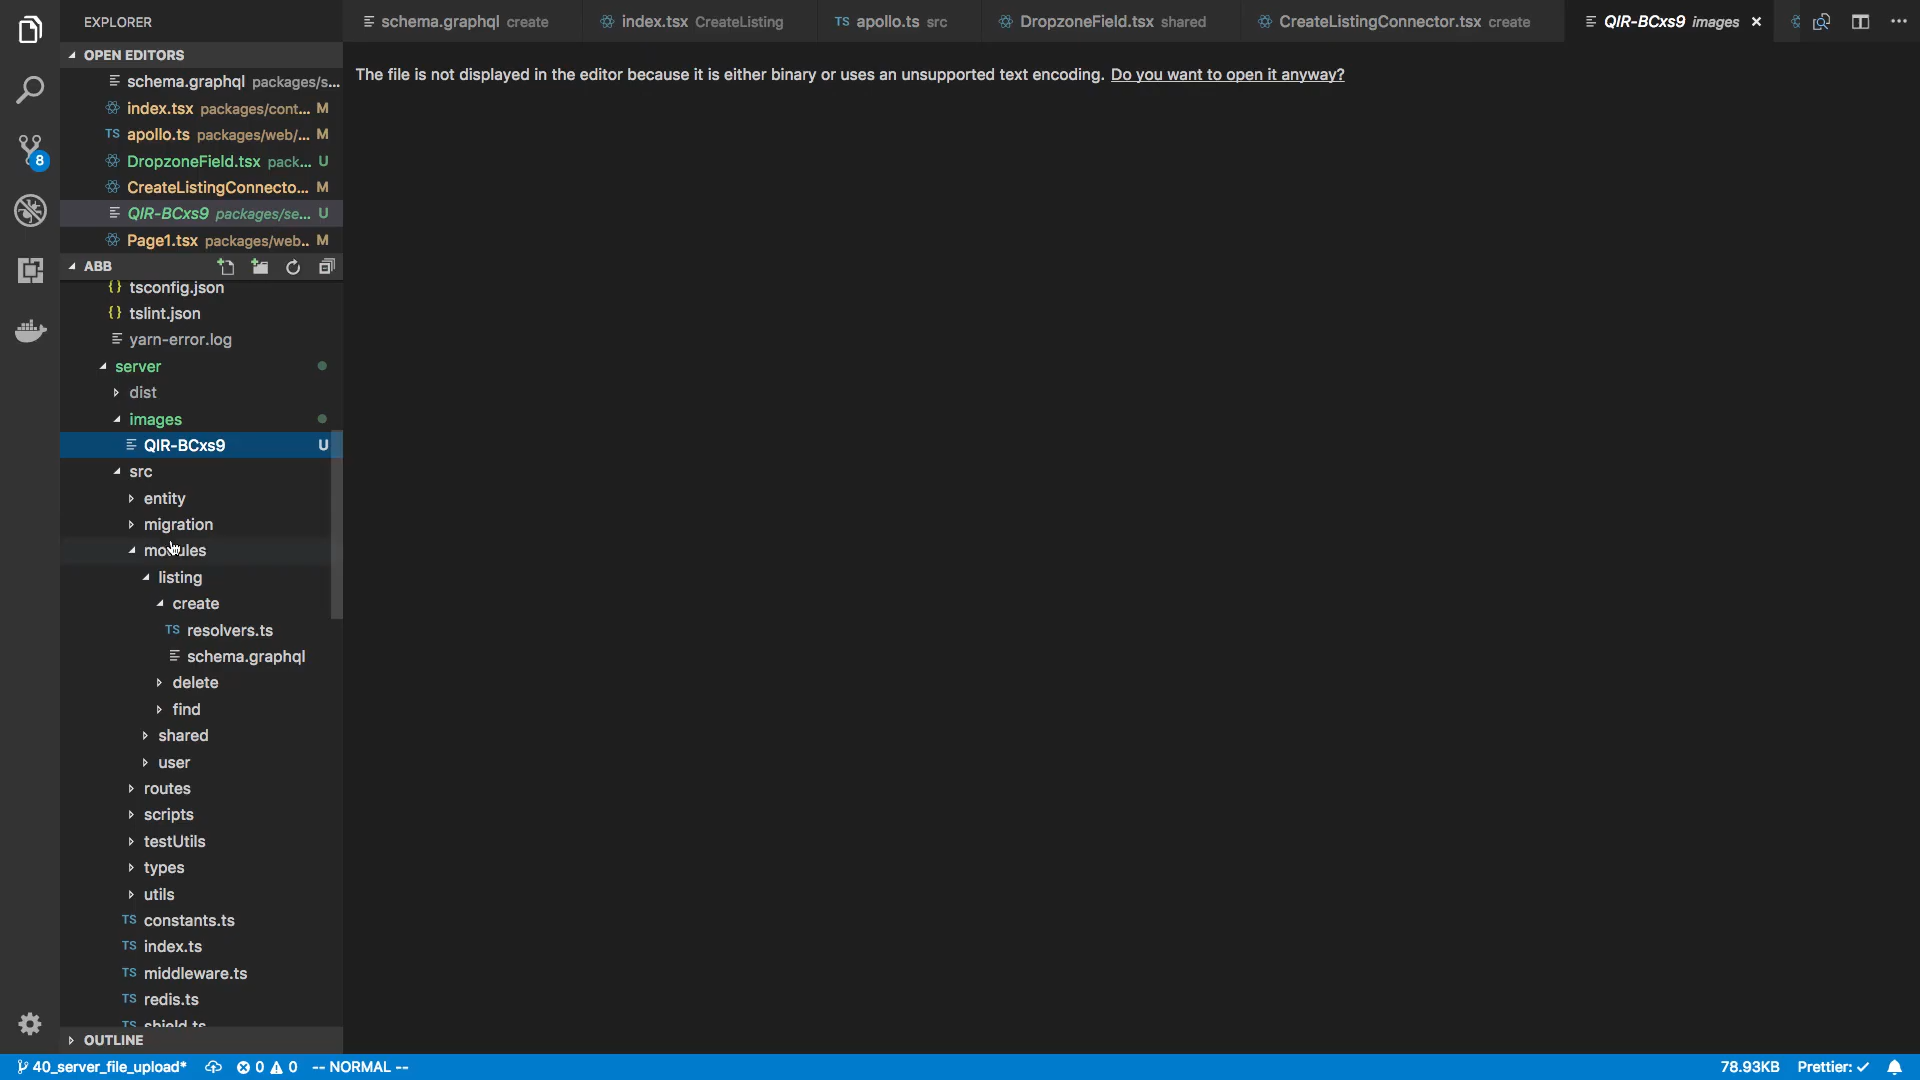 EXPLORER
OPEN EDITORS
schema.graphql packages/s...
index.tsx packages/cont... M
TS apollo.ts packages/web/... M
DropzoneField.tsx pack... U
CreateListingConnecto... M
QIR-BCxs9 packages/se... U
Page1.tsx packages/web.. M
ABB
tsconfig.json
tslint.json
yarn-error.log
server
dist
images
QIR-BCxs9 U
src
entity
migration
modules
listing
create
TS resolvers.ts
schema.graphql
delete
find
shared
user
routes
scripts
testUtils
types
utils
TS constants.ts
TS index.ts
TS middleware.ts
TS redis.ts
TS shield.ts
OUTLINE
schema.graphql create
index.tsx CreateListing
TS apollo.ts src
DropzoneField.tsx shared
CreateListingConnector.tsx create
QIR-BCxs9 images
The file is not displayed in the editor because it is either binary or uses an unsupported text encoding. Do you want to open it anyway?
8
40_server_file_upload* 0 0 -- NORMAL --
78.93KB Prettier: ✓